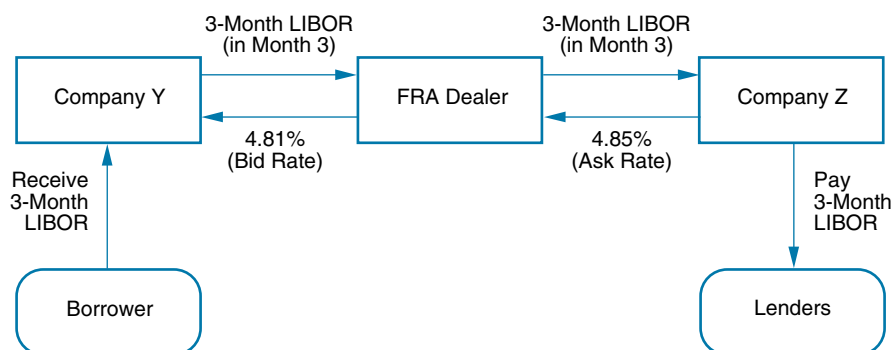 3-Month LIBOR
(in Month 3)
3-Month LIBOR
(in Month 3)
Company Y
FRA Dealer
Company Z
4.81%
(Bid Rate)
4.85%
(Ask Rate)
Receive
3-Month
LIBOR
Pay
3-Month
LIBOR
Borrower
Lenders